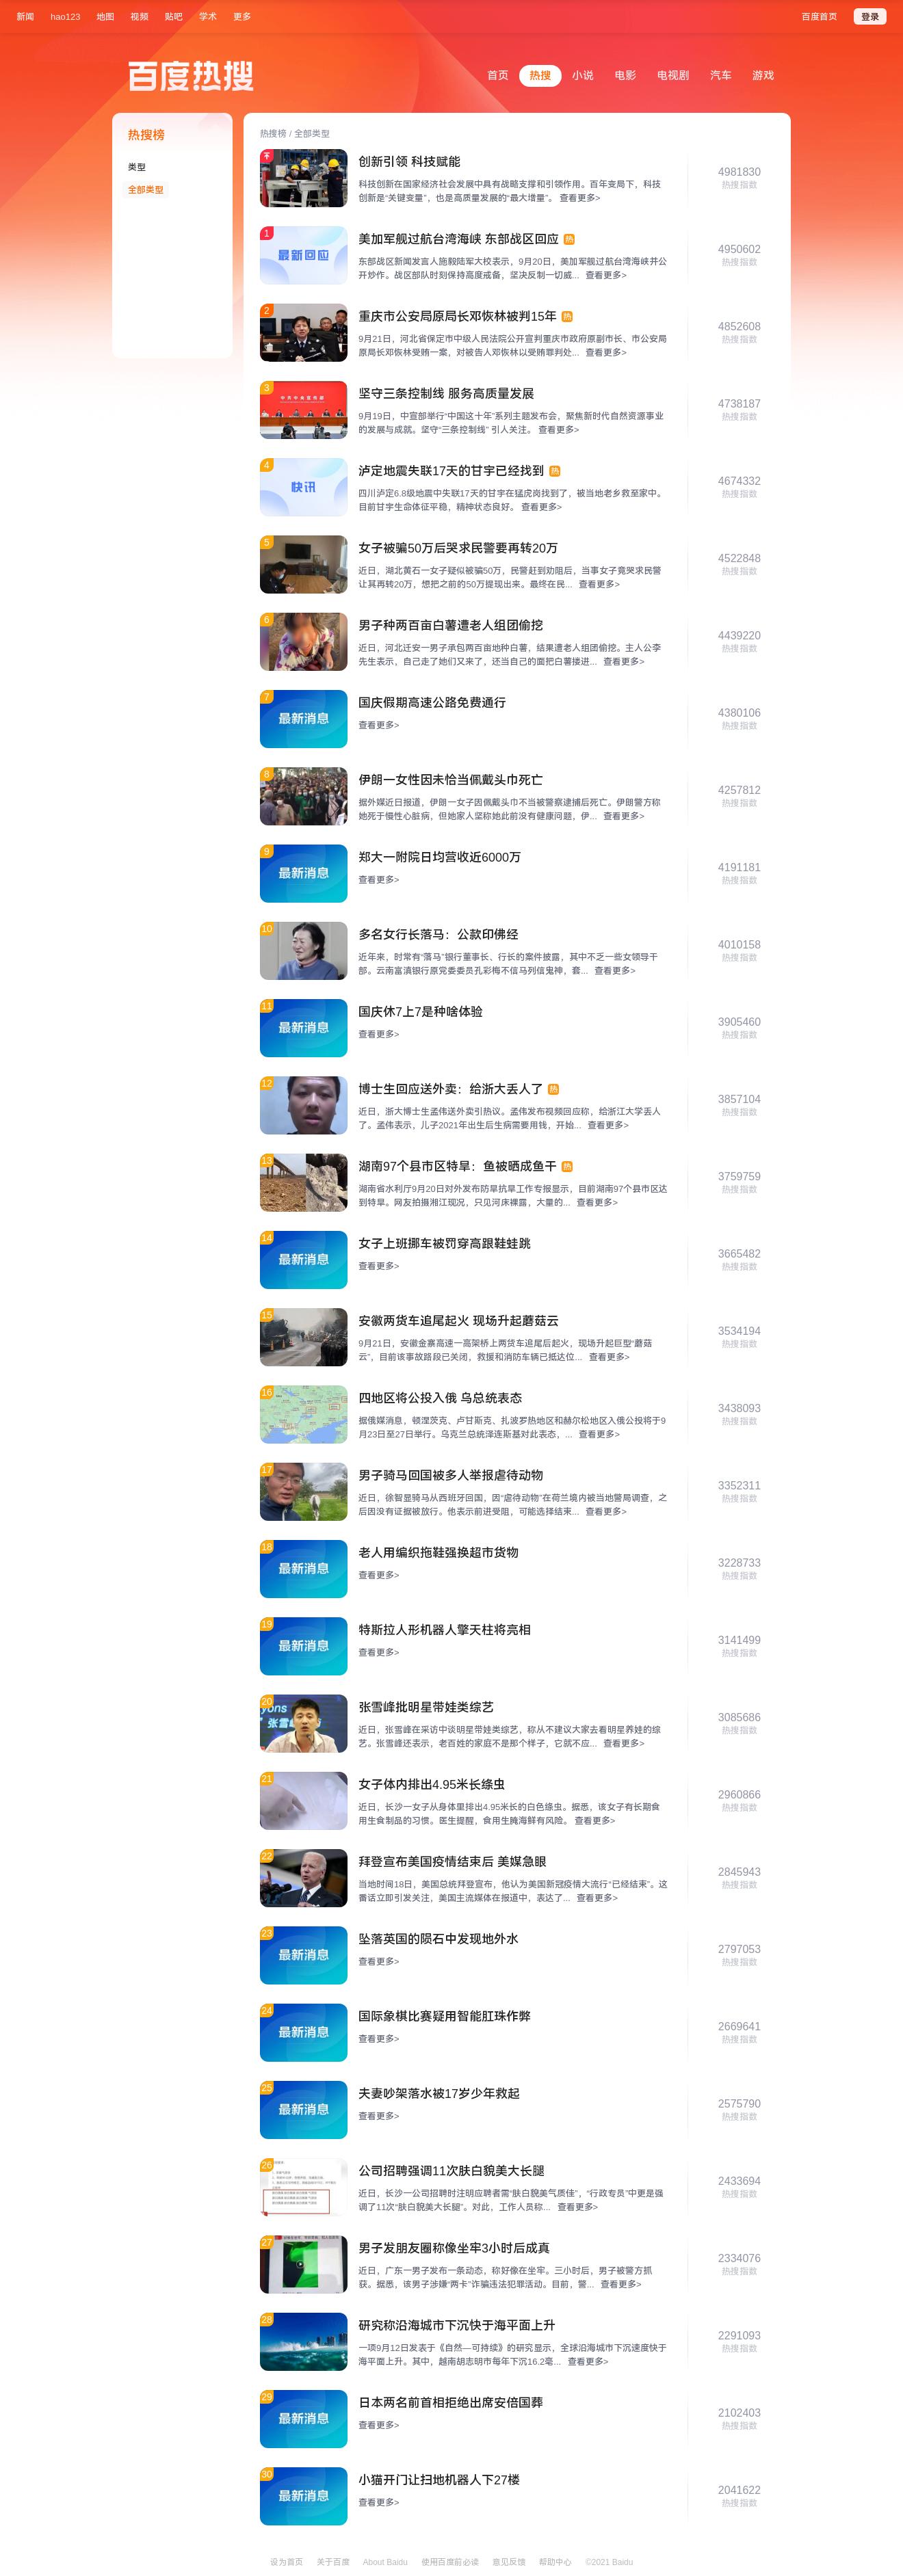 新闻 hao123 地图 视频 贴吧 学术 更多
百度首页 登录
百度热搜
首页 热搜 小说 电影 电视剧 汽车 游戏
热搜榜
类型
全部类型
热搜榜 / 全部类型
创新引领 科技赋能
科技创新在国家经济社会发展中具有战略支撑和引领作用。百年变局下，科技
创新是“关键变量”，也是高质量发展的“最大增量”。 查看更多>
4981830
热搜指数
1
最新回应
美加军舰过航台湾海峡 东部战区回应 热
东部战区新闻发言人施毅陆军大校表示，9月20日，美加军舰过航台湾海峡并公
开炒作。战区部队时刻保持高度戒备，坚决反制一切威... 查看更多>
4950602
热搜指数
2
重庆市公安局原局长邓恢林被判15年 热
9月21日，河北省保定市中级人民法院公开宣判重庆市政府原副市长、市公安局
原局长邓恢林受贿一案，对被告人邓恢林以受贿罪判处... 查看更多>
4852608
热搜指数
3
坚守三条控制线 服务高质量发展
9月19日，中宣部举行“中国这十年”系列主题发布会，聚焦新时代自然资源事业
的发展与成就。坚守“三条控制线” 引人关注。 查看更多>
4738187
热搜指数
4
快讯
泸定地震失联17天的甘宇已经找到 热
四川泸定6.8级地震中失联17天的甘宇在猛虎岗找到了，被当地老乡救至家中。
目前甘宇生命体征平稳，精神状态良好。 查看更多>
4674332
热搜指数
5
女子被骗50万后哭求民警要再转20万
近日，湖北黄石一女子疑似被骗50万，民警赶到劝阻后，当事女子竟哭求民警
让其再转20万，想把之前的50万提现出来。最终在民... 查看更多>
4522848
热搜指数
6
男子种两百亩白薯遭老人组团偷挖
近日，河北迁安一男子承包两百亩地种白薯，结果遭老人组团偷挖。主人公李
先生表示，自己走了她们又来了，还当自己的面把白薯搂进... 查看更多>
4439220
热搜指数
7
最新消息
国庆假期高速公路免费通行
查看更多>
4380106
热搜指数
8
伊朗一女性因未恰当佩戴头巾死亡
据外媒近日报道，伊朗一女子因佩戴头巾不当被警察逮捕后死亡。伊朗警方称
她死于慢性心脏病，但她家人坚称她此前没有健康问题，伊... 查看更多>
4257812
热搜指数
9
最新消息
郑大一附院日均营收近6000万
查看更多>
4191181
热搜指数
10
多名女行长落马：公款印佛经
近年来，时常有“落马”银行董事长、行长的案件披露，其中不乏一些女领导干
部。云南富滇银行原党委委员孔彩梅不信马列信鬼神，套... 查看更多>
4010158
热搜指数
11
最新消息
国庆休7上7是种啥体验
查看更多>
3905460
热搜指数
12
博士生回应送外卖：给浙大丢人了 热
近日，浙大博士生孟伟送外卖引热议。孟伟发布视频回应称，给浙江大学丢人
了。孟伟表示，儿子2021年出生后生病需要用钱，开始... 查看更多>
3857104
热搜指数
13
湖南97个县市区特旱：鱼被晒成鱼干 热
湖南省水利厅9月20日对外发布防旱抗旱工作专报显示，目前湖南97个县市区达
到特旱。网友拍摄湘江现况，只见河床裸露，大量的... 查看更多>
3759759
热搜指数
14
最新消息
女子上班挪车被罚穿高跟鞋蛙跳
查看更多>
3665482
热搜指数
15
安徽两货车追尾起火 现场升起蘑菇云
9月21日，安徽金寨高速一高架桥上两货车追尾后起火，现场升起巨型“蘑菇
云”，目前该事故路段已关闭，救援和消防车辆已抵达位... 查看更多>
3534194
热搜指数
16
四地区将公投入俄 乌总统表态
据俄媒消息，顿涅茨克、卢甘斯克、扎波罗热地区和赫尔松地区入俄公投将于9
月23日至27日举行。乌克兰总统泽连斯基对此表态，... 查看更多>
3438093
热搜指数
17
男子骑马回国被多人举报虐待动物
近日，徐智显骑马从西班牙回国，因“虐待动物”在荷兰境内被当地警局调查，之
后因没有证据被放行。他表示前进受阻，可能选择结束... 查看更多>
3352311
热搜指数
18
最新消息
老人用编织拖鞋强换超市货物
查看更多>
3228733
热搜指数
19
最新消息
特斯拉人形机器人擎天柱将亮相
查看更多>
3141499
热搜指数
20
张雪峰批明星带娃类综艺
近日，张雪峰在采访中谈明星带娃类综艺，称从不建议大家去看明星养娃的综
艺。张雪峰还表示，老百姓的家庭不是那个样子，它就不应... 查看更多>
3085686
热搜指数
21
女子体内排出4.95米长绦虫
近日，长沙一女子从身体里排出4.95米长的白色绦虫。据悉，该女子有长期食
用生食制品的习惯。医生提醒，食用生腌海鲜有风险。 查看更多>
2960866
热搜指数
22
拜登宣布美国疫情结束后 美媒急眼
当地时间18日，美国总统拜登宣布，他认为美国新冠疫情大流行“已经结束”。这
番话立即引发关注，美国主流媒体在报道中，表达了... 查看更多>
2845943
热搜指数
23
最新消息
坠落英国的陨石中发现地外水
查看更多>
2797053
热搜指数
24
最新消息
国际象棋比赛疑用智能肛珠作弊
查看更多>
2669641
热搜指数
25
最新消息
夫妻吵架落水被17岁少年救起
查看更多>
2575790
热搜指数
26
公司招聘强调11次肤白貌美大长腿
近日，长沙一公司招聘时注明应聘者需“肤白貌美气质佳”，“行政专员”中更是强
调了11次“肤白貌美大长腿”。对此，工作人员称... 查看更多>
2433694
热搜指数
27
男子发朋友圈称像坐牢3小时后成真
近日，广东一男子发布一条动态，称好像在坐牢。三小时后，男子被警方抓
获。据悉，该男子涉嫌“两卡”诈骗违法犯罪活动。目前，警... 查看更多>
2334076
热搜指数
28
研究称沿海城市下沉快于海平面上升
一项9月12日发表于《自然—可持续》的研究显示，全球沿海城市下沉速度快于
海平面上升。其中，越南胡志明市每年下沉16.2毫... 查看更多>
2291093
热搜指数
29
最新消息
日本两名前首相拒绝出席安倍国葬
查看更多>
2102403
热搜指数
30
最新消息
小猫开门让扫地机器人下27楼
查看更多>
2041622
热搜指数
设为首页 关于百度 About Baidu 使用百度前必读 意见反馈 帮助中心 ©2021 Baidu